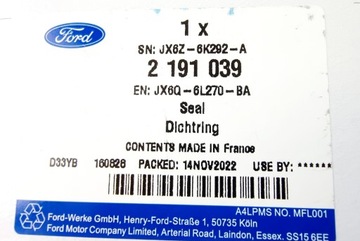 Ford
1 x
SN: JX6Z-6K292-A
2 191 039
EN: JX6Q-6L270-BA
Seal
Dichtring
CONTENTS MADE IN France
D33YB 160826 PACKED: 14NOV2022 USE BY: ******
A4LPMS NO. MFL001
Ford-Werke GmbH, Henry-Ford-Straße 1, 50735 Köln
Ford Motor Company Limited, Arterial Road, Laindon, Essex. SS15 6EE